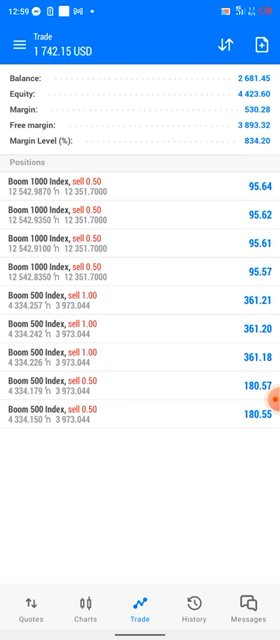 12:59
Trade
1 742.15 USD
Balance: 2 681.45
Equity: 4 423.60
Margin: 530.28
Free margin: 3 893.32
Margin Level (%): 834.20
Positions
Boom 1000 Index, sell 0.50
12 542.9870 12 351.7000
95.64
Boom 1000 Index, sell 0.50
12 542.9350 12 351.7000
95.62
Boom 1000 Index, sell 0.50
12 542.9100 12 351.7000
95.61
Boom 1000 Index, sell 0.50
12 542.8350 12 351.7000
95.57
Boom 500 Index, sell 1.00
4 334.257 3 973.044
361.21
Boom 500 Index, sell 1.00
4 334.242 3 973.044
361.20
Boom 500 Index, sell 1.00
4 334.226 3 973.044
361.18
Boom 500 Index, sell 0.50
4 334.179 3 973.044
180.57
Boom 500 Index, sell 0.50
4 334.150 3 973.044
180.55
Quotes Charts Trade History Messages